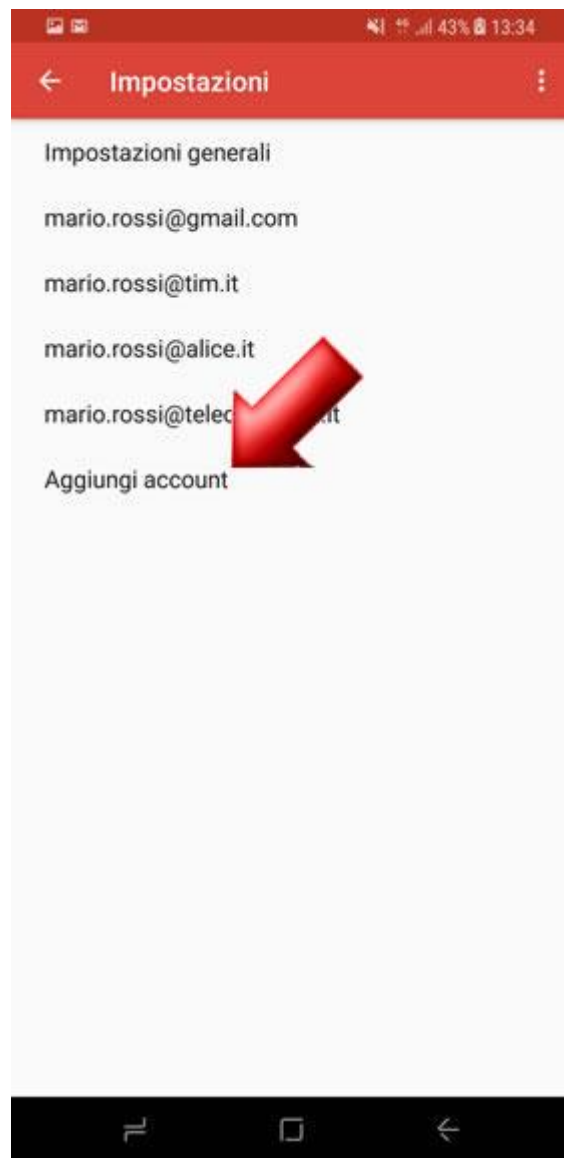 43% 13:34
Impostazioni
Impostazioni generali
mario.rossi@gmail.com
mario.rossi@tim.it
mario.rossi@alice.it
mario.rossi@telec it
Aggiungi account